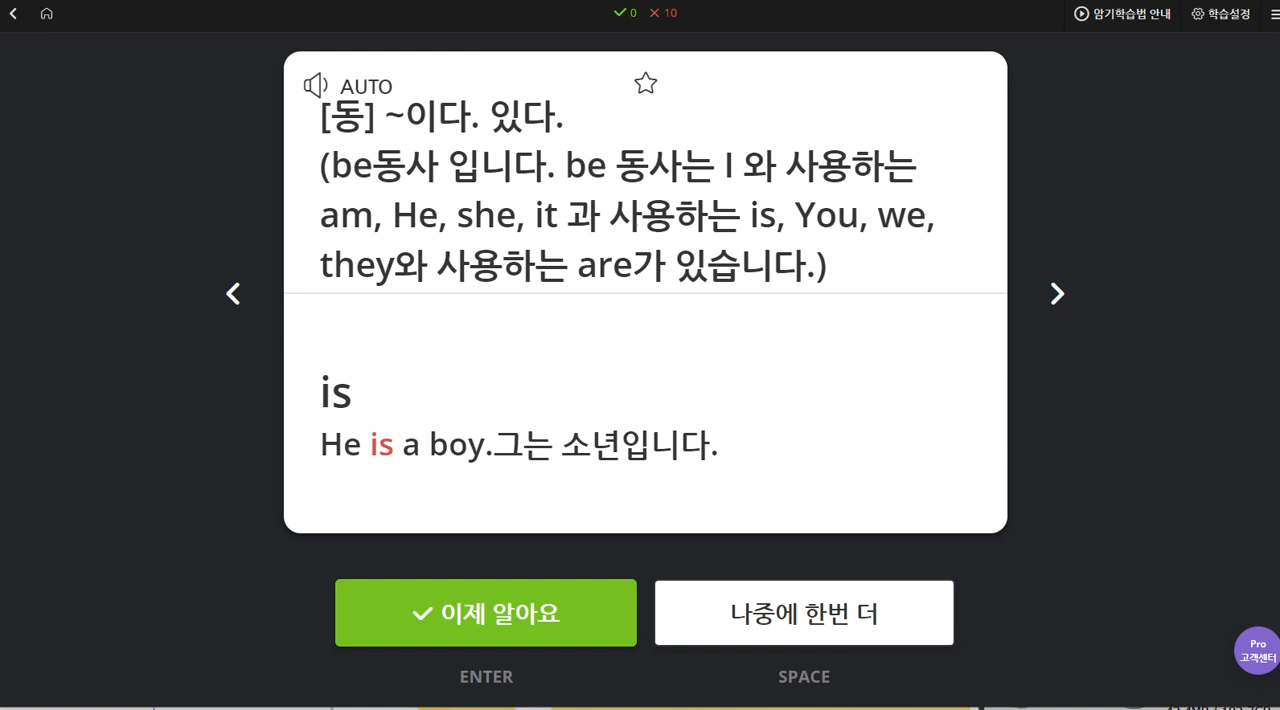 0 10 암기학습법 안내 학습설정
AUTO
[동] ~이다. 있다.
(be동사 입니다. be 동사는 I 와 사용하는
am, He, she, it 과 사용하는 is, You, we,
they와 사용하는 are가 있습니다.)
is
He is a boy.그는 소년입니다.
이제 알아요 나중에 한번 더
ENTER SPACE
Pro
고객센터